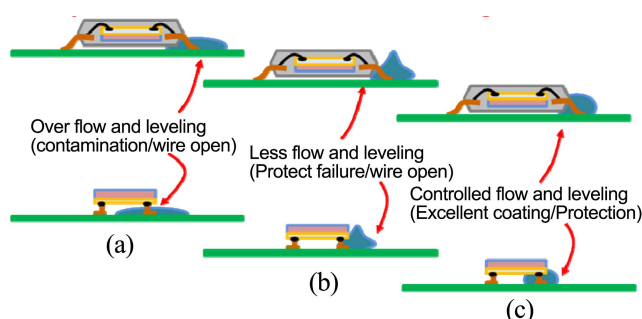 Over flow and leveling
(contamination/wire open)
(a)
Less flow and leveling
(Protect failure/wire open)
(b)
Controlled flow and leveling
(Excellent coating/Protection)
(c)